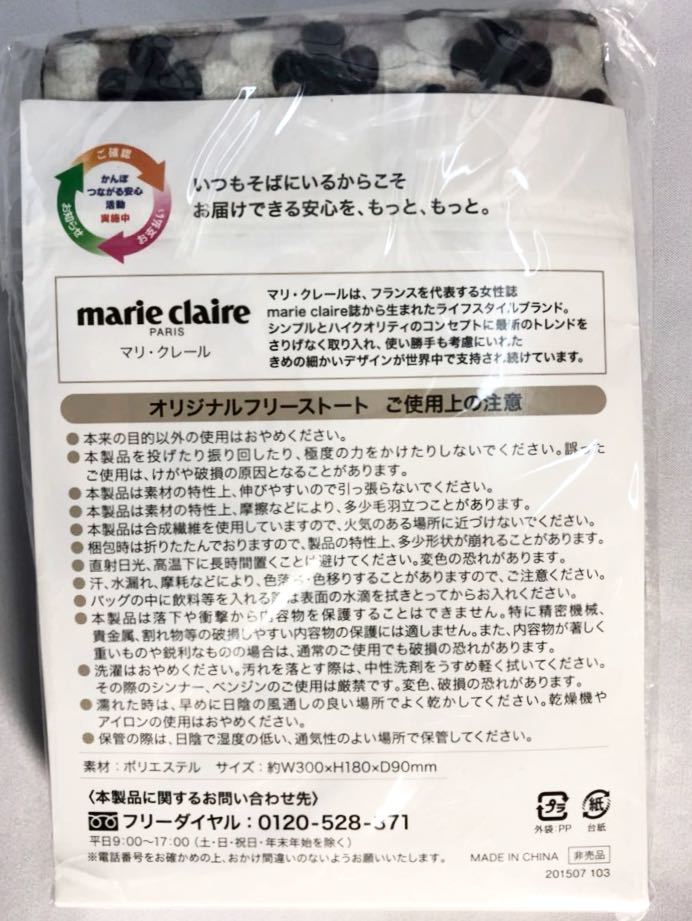 ご確認
お支払い
お知らせ
かんぽ
つながる安心
活動
実施中
いつもそばにいるからこそ
お届けできる安心を、もっと、もっと。
marie claire
PARIS
マリ・クレール
マリ・クレールは、フランスを代表する女性誌
marie claire誌から生まれたライフスタイルブランド。
シンプルとハイクオリティのコンセプトに最新のトレンドを
さりげなく取り入れ、使い勝手も考慮にいれた
きめの細かいデザインが世界中で支持され続けています。
オリジナルフリーストート ご使用上の注意
●本来の目的以外の使用はおやめください。
●本製品を投げたり振り回したり、極度の力をかけたりしないでください。誤った
ご使用は、けがや破損の原因となることがあります。
●本製品は素材の特性上、伸びやすいので引っ張らないでください。
●本製品は素材の特性上、摩擦などにより、多少毛羽立つことがあります。
●本製品は合成繊維を使用していますので、火気のある場所に近づけないでください。
●梱包時は折りたたんでおりますので、製品の特性上、多少形状が崩れることがあります。
●直射日光、高温下に長時間置くことは避けてください。変色の恐れがあります。
●汗、水漏れ、摩耗などにより、色落ち・色移りすることがありますので、ご注意ください。
●バッグの中に飲料等を入れる際は表面の水滴を拭きとってからお入れください。
●本製品は落下や衝撃から内容物を保護することはできません。特に精密機械、
貴金属、割れ物等の破損しやすい内容物の保護には適しません。また、内容物が著しく
重いものや鋭利なものの場合は、通常のご使用でも破損の恐れがあります。
●洗濯はおやめください。汚れを落とす際は、中性洗剤をうすめ軽く拭いてください。
その際のシンナー、ベンジンのご使用は厳禁です。変色、破損の恐れがあります。
●濡れた時は、早めに日陰の風通しの良い場所でよく乾かしてください。乾燥機や
アイロンの使用はおやめください。
●保管の際は、日陰で湿度の低い、通気性のよい場所で保管してください。
素材：ポリエステル サイズ：約W300×H180×D90mm
〈本製品に関するお問い合わせ先〉
フリーダイヤル：0120-528-371
平日9:00～17:00（土・日・祝日・年末年始を除く）
※電話番号をお確かめの上、おかけ間違いのないようお願いいたします。
プラ
外袋：PP
紙
台紙
MADE IN CHINA 非売品
201507 103